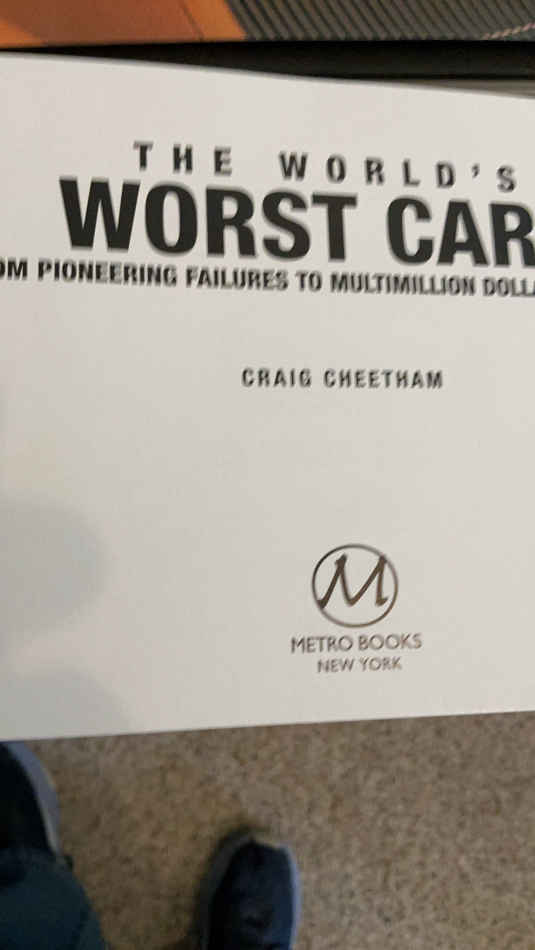 THE WORLD'S
WORST CAR
OM PIONEERING FAILURES TO MULTIMILLION DOLL
CRAIG CHEETHAM
M
METRO BOOKS
NEW YORK